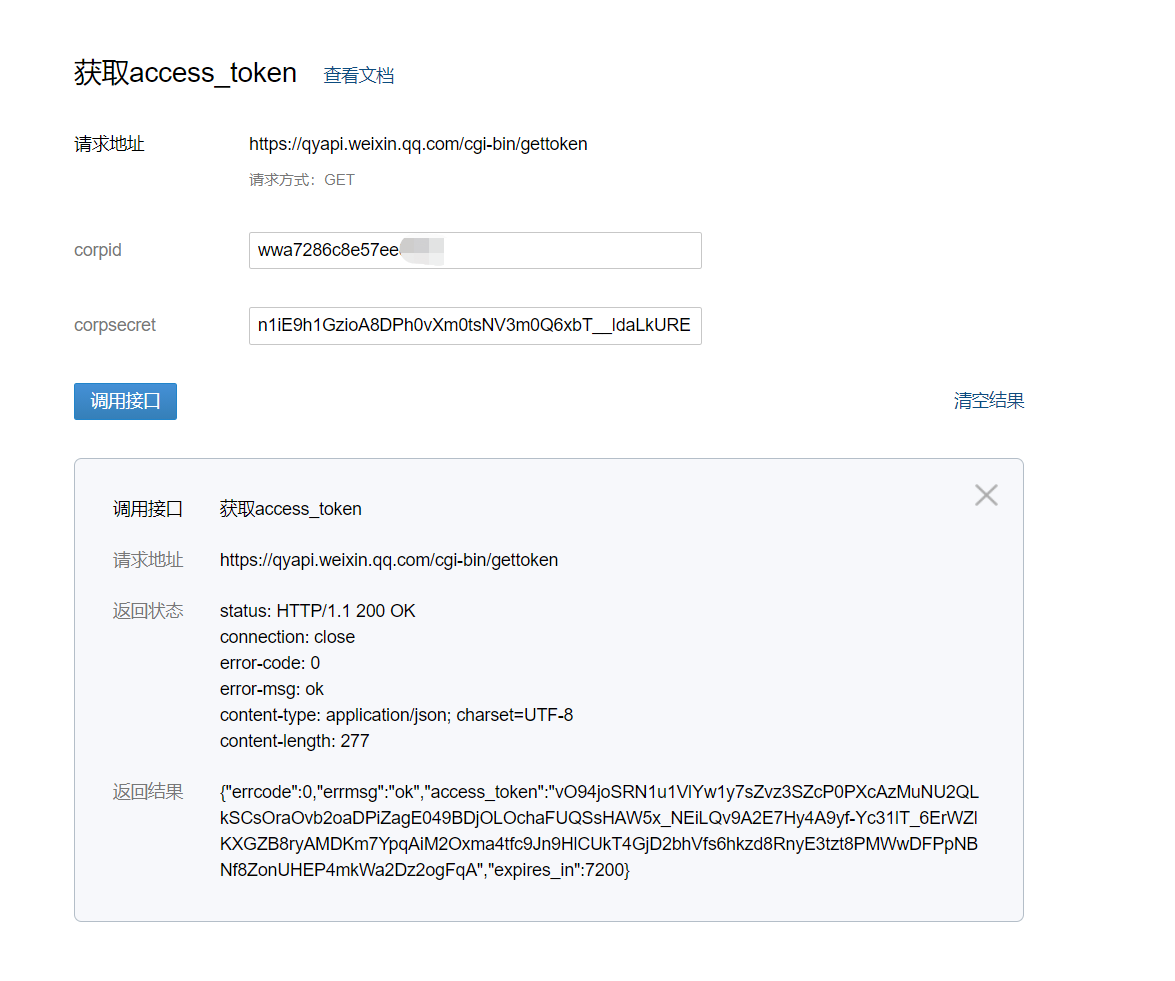 获取access_token 查看文档
请求地址 https://qyapi.weixin.qq.com/cgi-bin/gettoken
请求方式：GET
corpid wwa7286c8e57ee
corpsecret n1iE9h1GzioA8DPh0vXm0tsNV3m0Q6xbT__ldaLkURE
调用接口 清空结果
调用接口 获取access_token
请求地址 https://qyapi.weixin.qq.com/cgi-bin/gettoken
返回状态 status: HTTP/1.1 200 OK
connection: close
error-code: 0
error-msg: ok
content-type: application/json; charset=UTF-8
content-length: 277
返回结果 {"errcode":0,"errmsg":"ok","access_token":"vO94joSRN1u1VlYw1y7sZvz3SZcP0PXcAzMuNU2QL
kSCsOraOvb2oaDPiZagE049BDjOLOchaFUQSsHAW5x_NEiLQv9A2E7Hy4A9yf-Yc31lT_6ErWZl
KXGZB8ryAMDKm7YpqAiM2Oxma4tfc9Jn9HlCUkT4GjD2bhVfs6hkzd8RnyE3tzt8PMWwDFPpNB
Nf8ZonUHEP4mkWa2Dz2ogFqA","expires_in":7200}